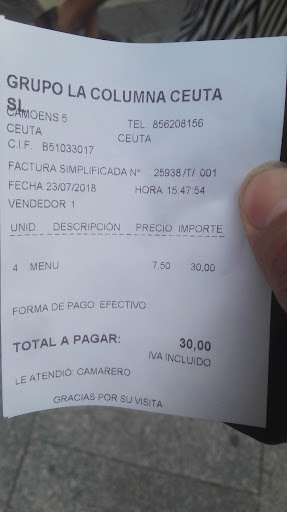 GRUPO LA COLUMNA CEUTA
SL
CAMOENS 5 TEL. 856208156
CEUTA CEUTA
C.I.F. B51033017
FACTURA SIMPLIFICADA Nº 25938/T/ 001
FECHA 23/07/2018 HORA 15:47:54
VENDEDOR 1
UNID. DESCRIPCIÓN PRECIO IMPORTE
4 MENU 7,50 30,00
FORMA DE PAGO: EFECTIVO
TOTAL A PAGAR: 30,00
IVA INCLUIDO
LE ATENDIÓ: CAMARERO
GRACIAS POR SU VISITA